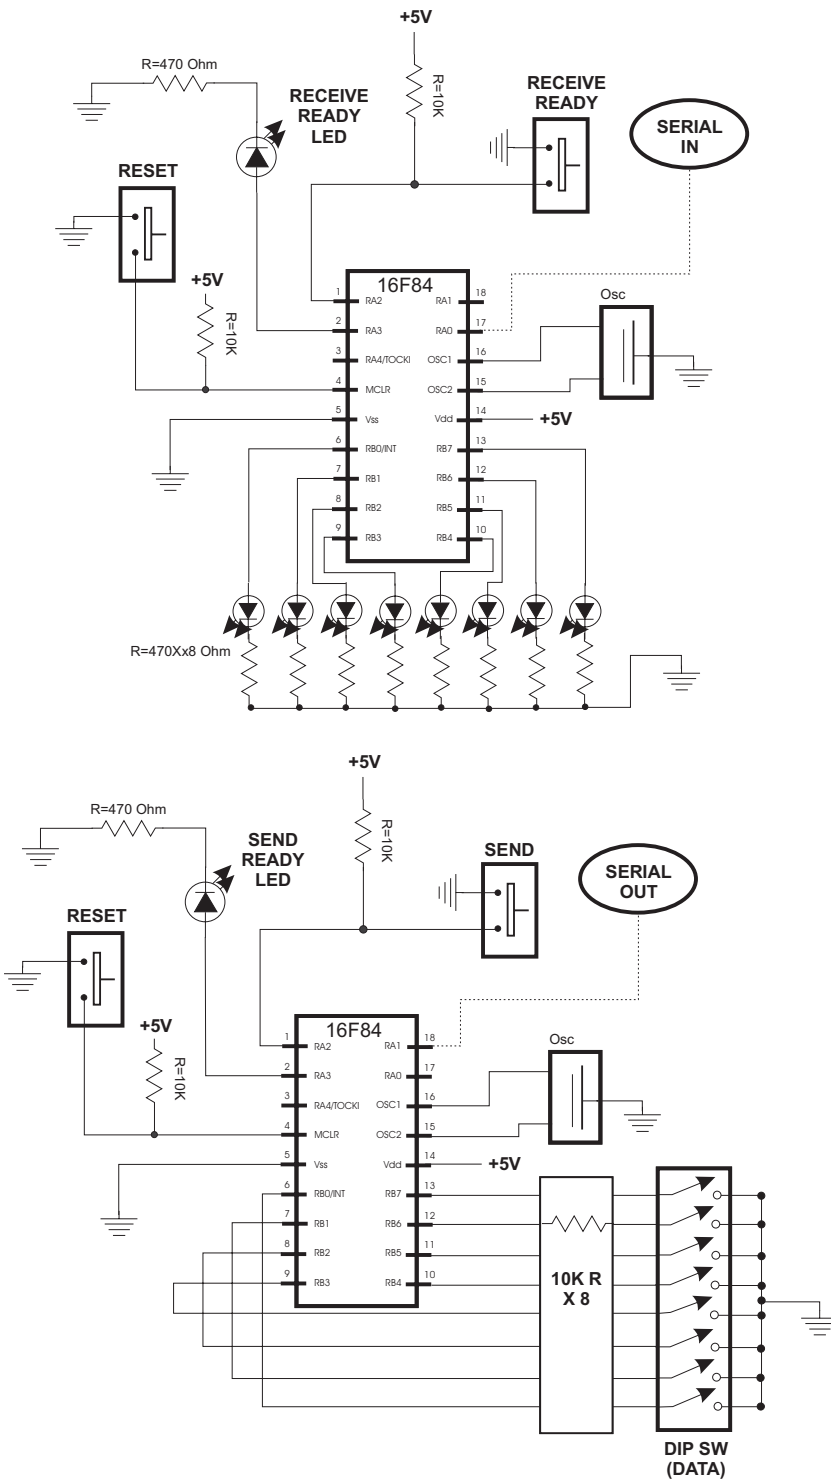 +5V
R=470 Ohm
R=10K
RECEIVE
READY
LED
RECEIVE
READY
SERIAL
IN
RESET
+5V
R=10K
16F84
Osc
1
RA2
RA1
18
2
RA3
RA0
17
3
RA4/TOCKI
OSC1
16
4
MCLR
OSC2
15
5
Vss
Vdd
14
+5V
6
RB0/INT
RB7
13
7
RB1
RB6
12
8
RB2
RB5
11
9
RB3
RB4
10
R=470Xx8 Ohm
+5V
R=470 Ohm
R=10K
SEND
READY
LED
SEND
SERIAL
OUT
RESET
+5V
R=10K
16F84
Osc
1
RA2
RA1
18
2
RA3
RA0
17
3
RA4/TOCKI
OSC1
16
4
MCLR
OSC2
15
5
Vss
Vdd
14
+5V
6
RB0/INT
RB7
13
7
RB1
RB6
12
8
RB2
RB5
11
9
RB3
RB4
10
10K R
X 8
DIP SW
(DATA)